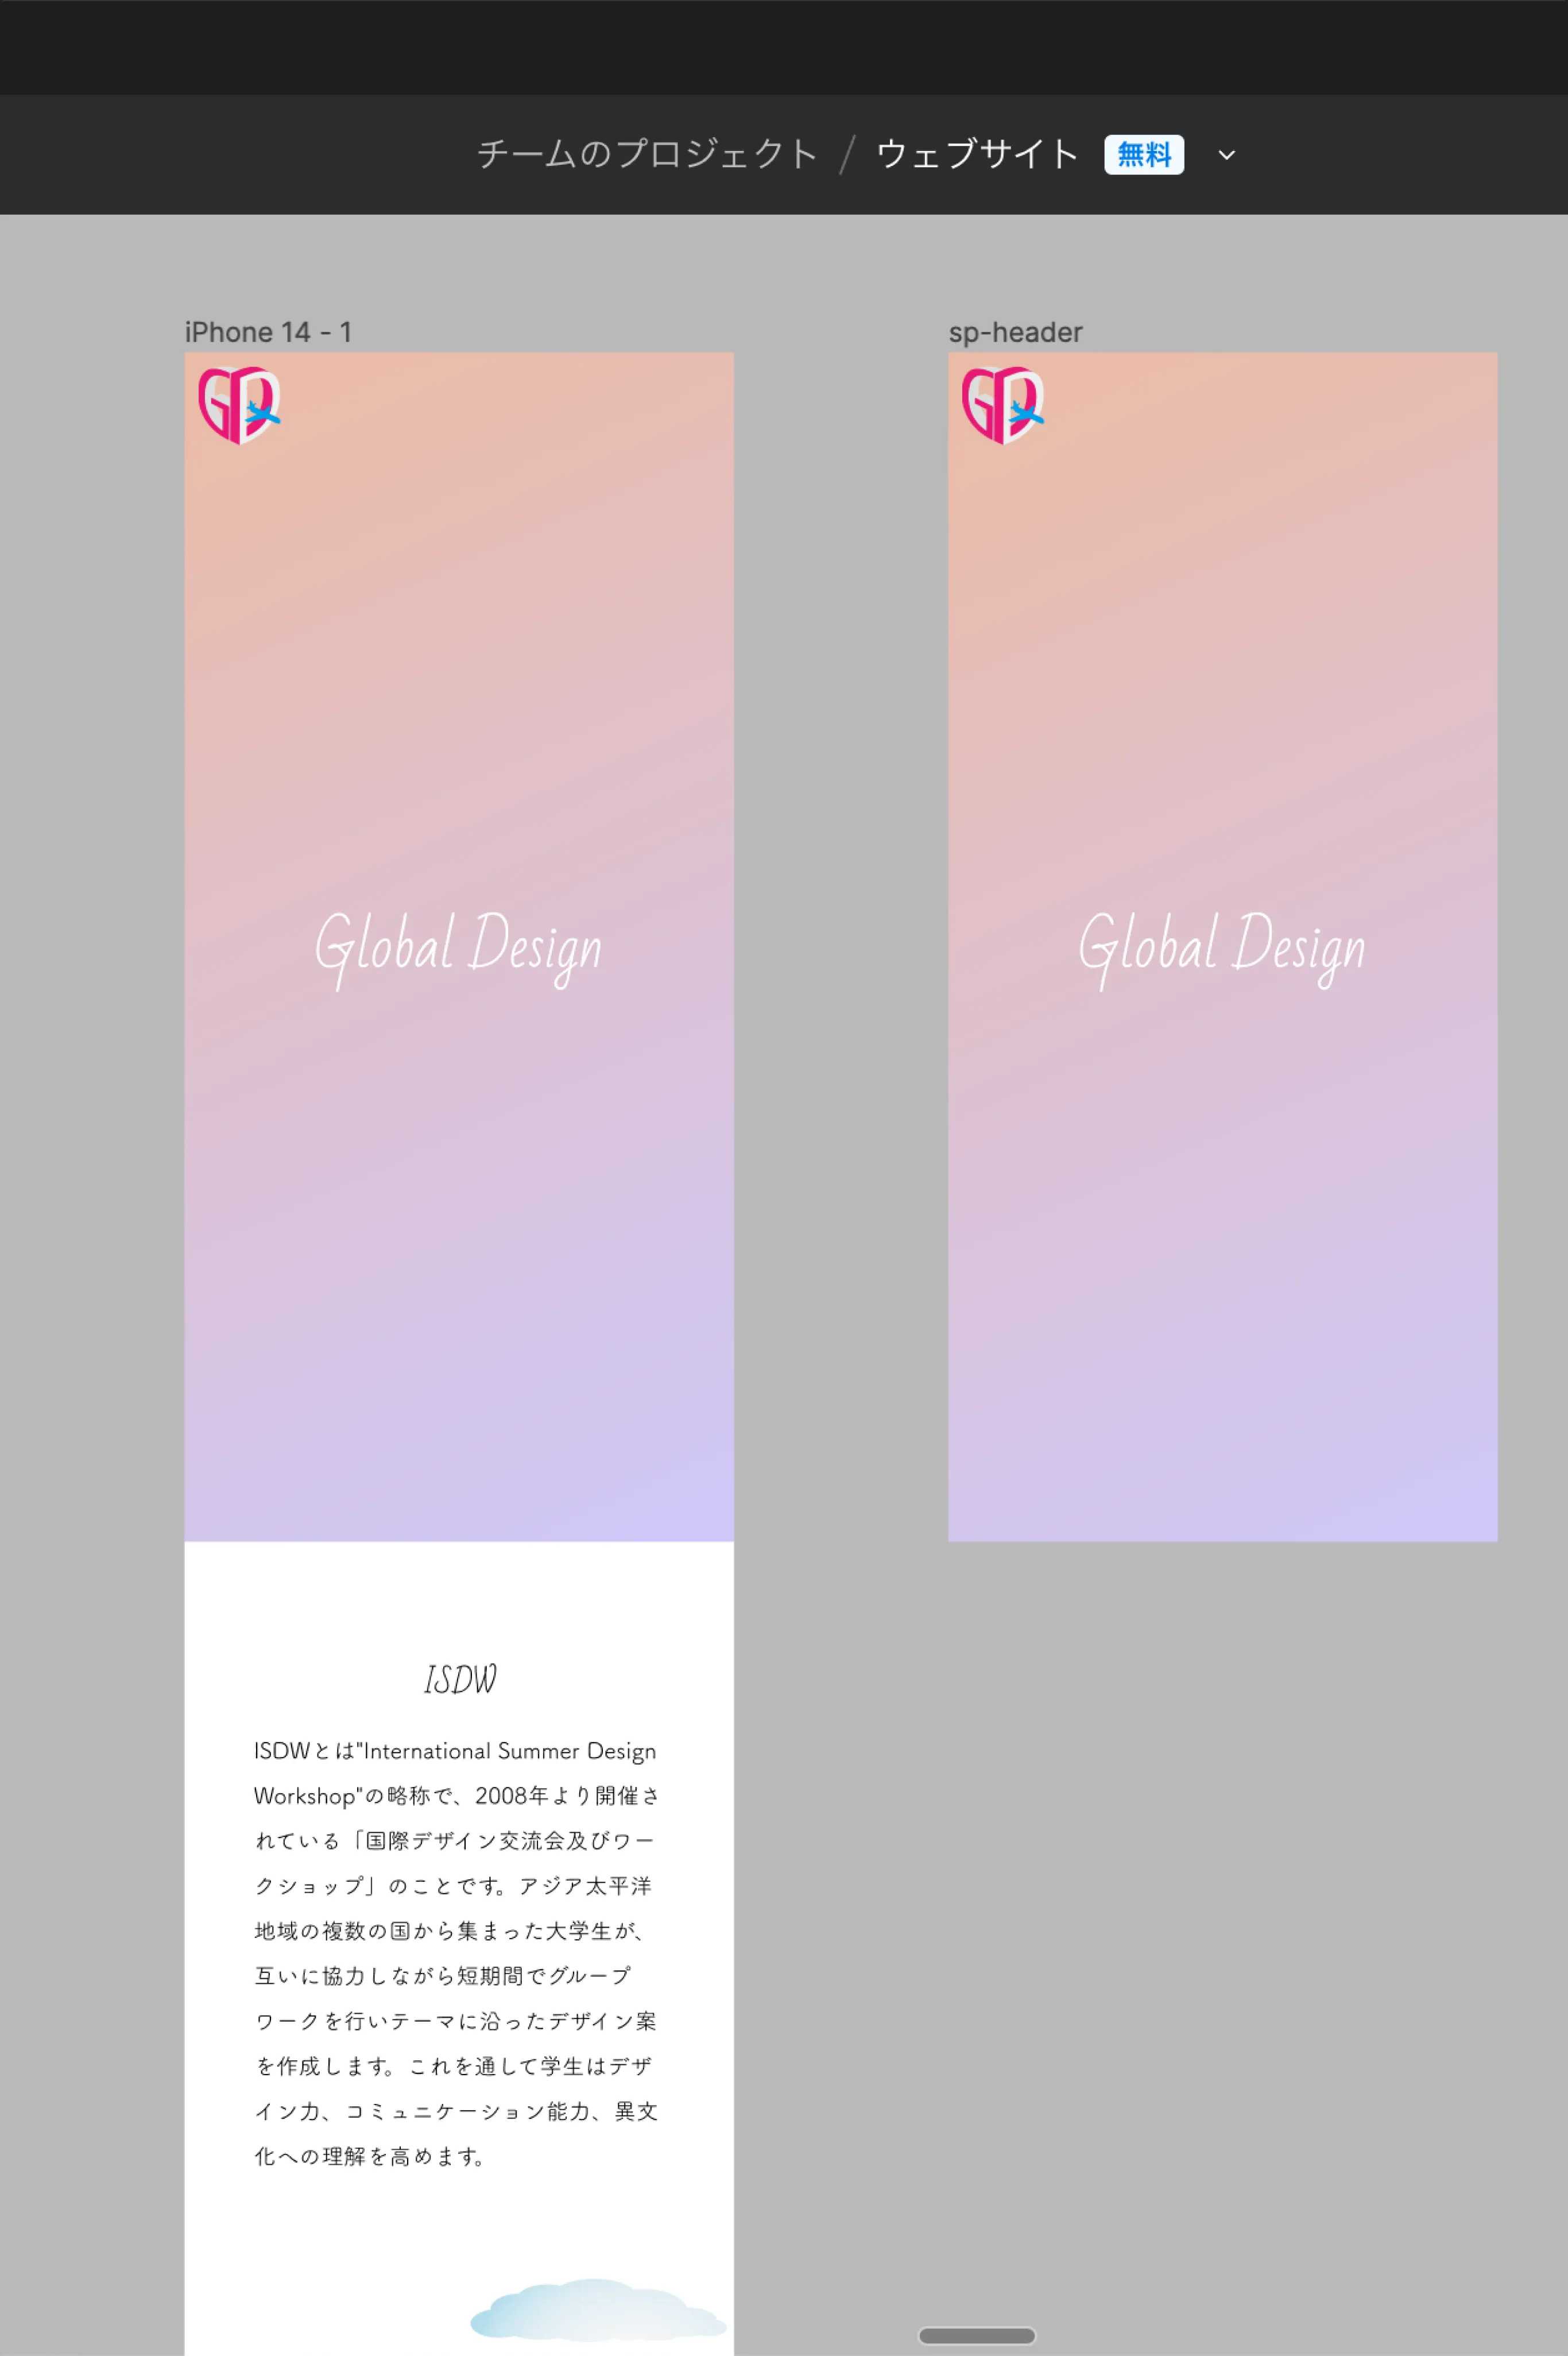 チームのプロジェクト / ウェブサイト 無料
iPhone 14 - 1
sp-header
GD
GD
Global Design
Global Design
ISDW
ISDWとは"International Summer Design
Workshop"の略称で、2008年より開催さ
れている「国際デザイン交流会及びワー
クショップ」のことです。アジア太平洋
地域の複数の国から集まった大学生が、
互いに協力しながら短期間でグループ
ワークを行いテーマに沿ったデザイン案
を作成します。これを通して学生はデザ
イン力、コミュニケーション能力、異文
化への理解を高めます。